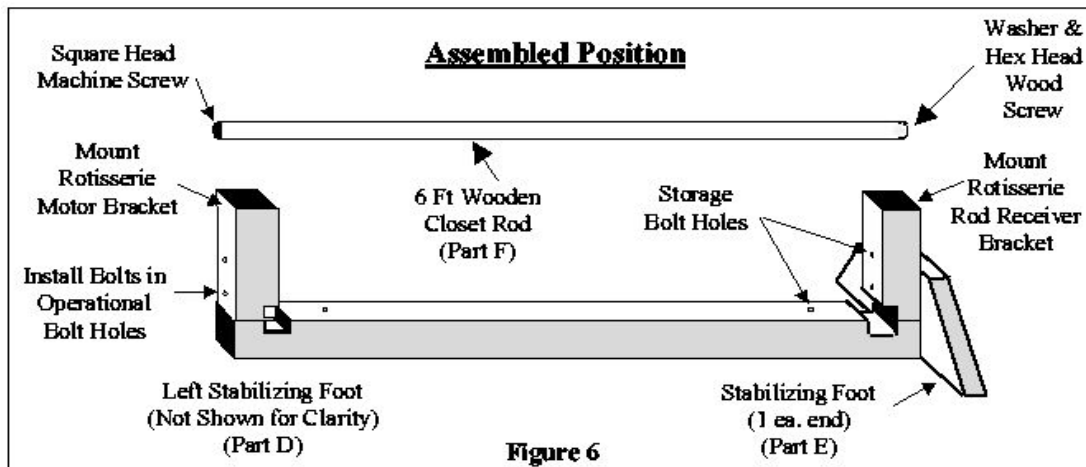 Assembled Position
Square Head
Machine Screw
Washer &
Hex Head
Wood
Screw
Mount
Rotisserie
Motor Bracket
6 Ft Wooden
Closet Rod
(Part F)
Storage
Bolt Holes
Mount
Rotisserie
Rod Receiver
Bracket
Install Bolts in
Operational
Bolt Holes
Left Stabilizing Foot
(Not Shown for Clarity)
(Part D)
Stabilizing Foot
(1 ea. end)
(Part E)
Figure 6